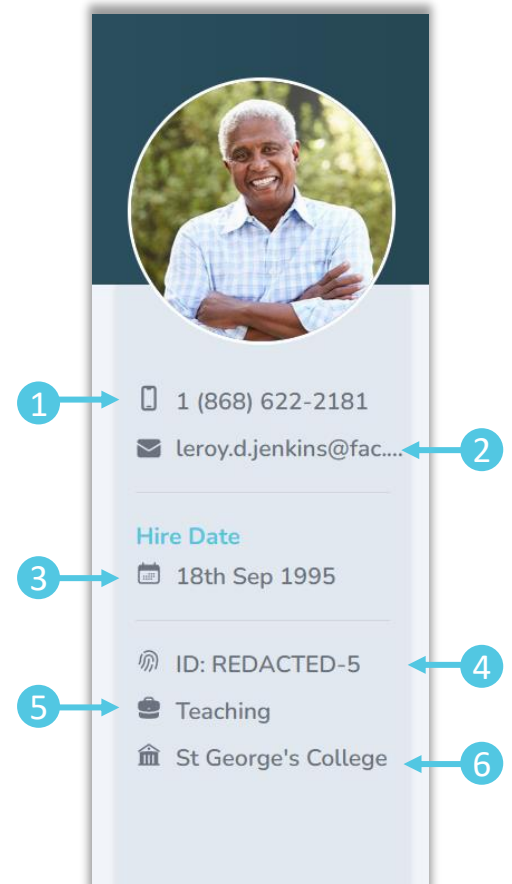 1 1 (868) 622-2181
leroy.d.jenkins@fac.... 2
Hire Date
3 18th Sep 1995
ID: REDACTED-5 4
5 Teaching
St George's College 6